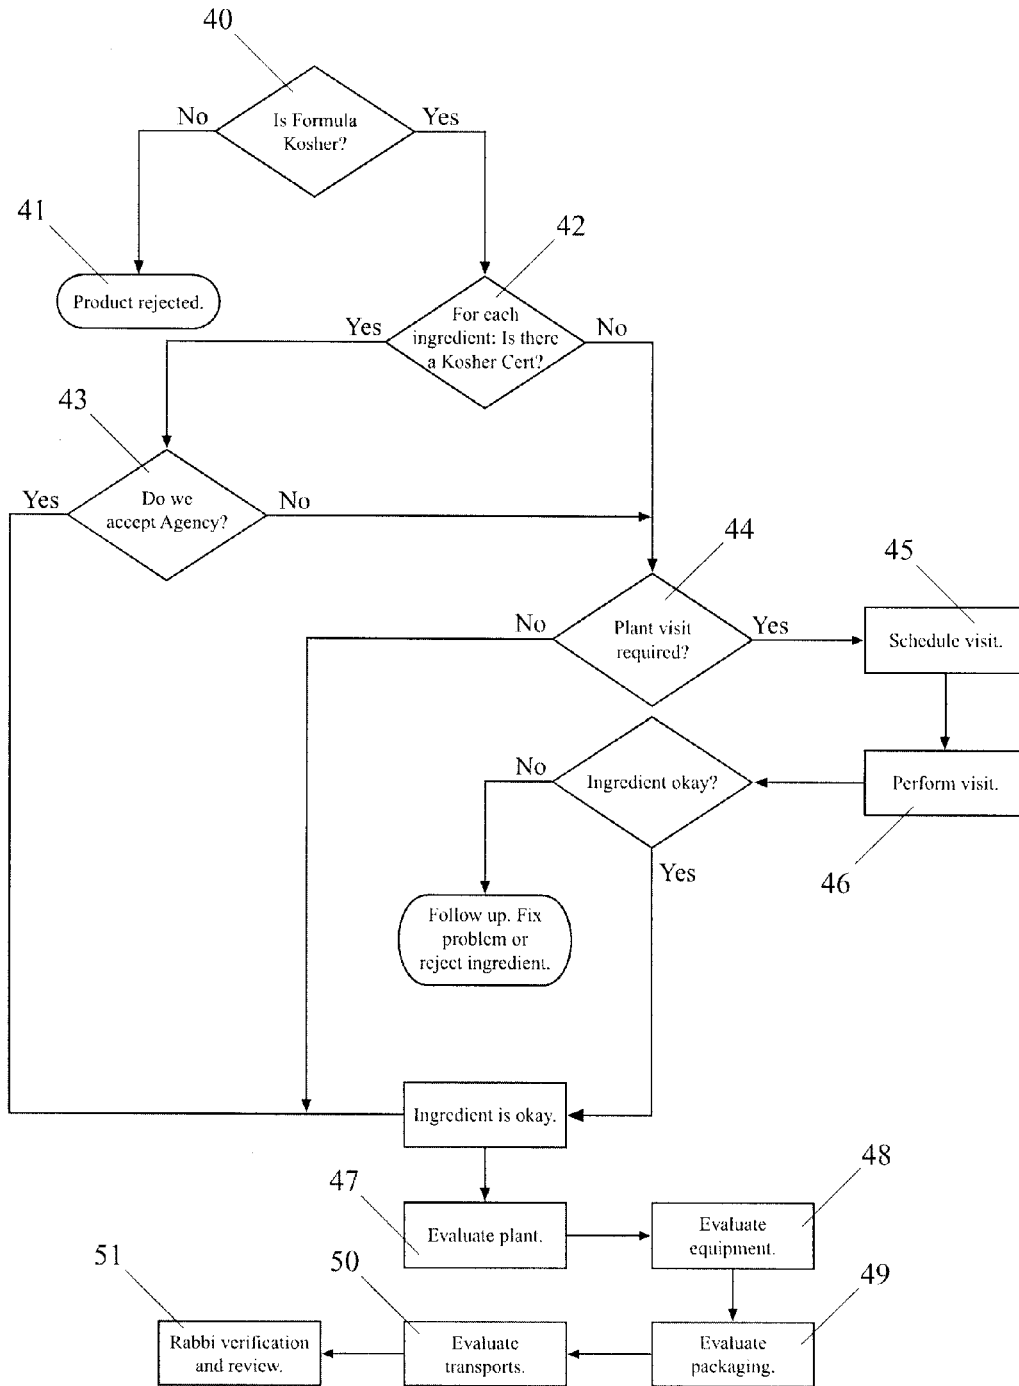 40
No
Yes
Is Formula
Kosher?
41
42
Product rejected.
For each
ingredient: Is there
a Kosher Cert?
Yes
No
43
Do we
accept Agency?
Yes
No
44
45
Plant visit
required?
No
Yes
Schedule visit.
Ingredient okay?
No
Perform visit.
Yes
46
Follow up. Fix
problem or
reject ingredient.
Ingredient is okay.
47
48
Evaluate plant.
Evaluate
equipment.
51
50
49
Rabbi verification
and review.
Evaluate
transports.
Evaluate
packaging.